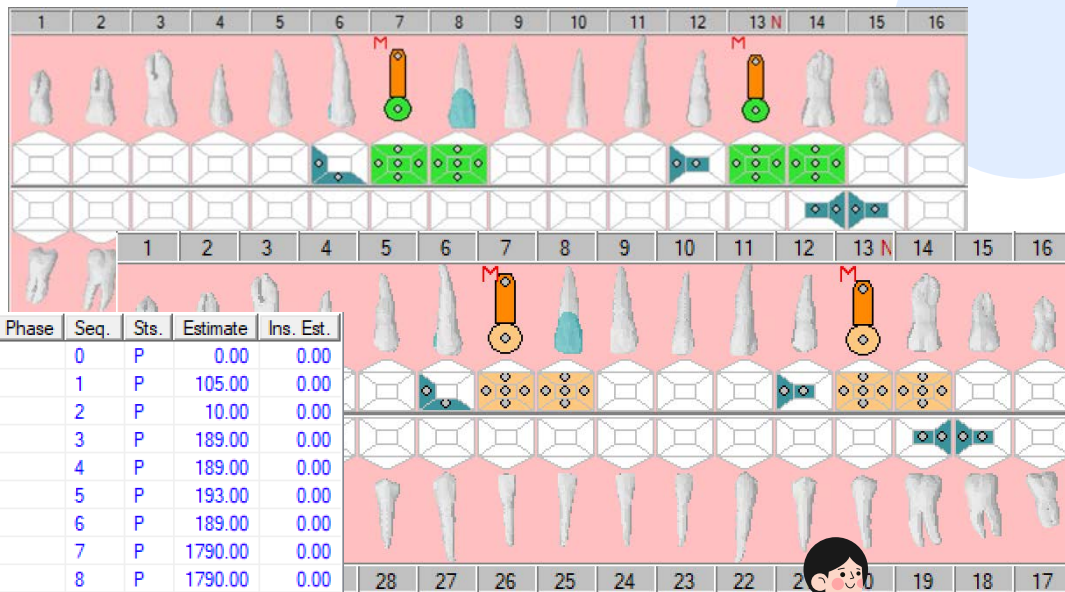 1 2 3 4 5 6 7 8 9 10 11 12 13 N 14 15 16
M M
1 2 3 4 5 6 7 8 9 10 11 12 13 N 14 15 16
M M
Phase Seq. Sts. Estimate Ins. Est.
0 P 0.00 0.00
1 P 105.00 0.00
2 P 10.00 0.00
3 P 189.00 0.00
4 P 189.00 0.00
5 P 193.00 0.00
6 P 189.00 0.00
7 P 1790.00 0.00
8 P 1790.00 0.00
28 27 26 25 24 23 22 19 18 17